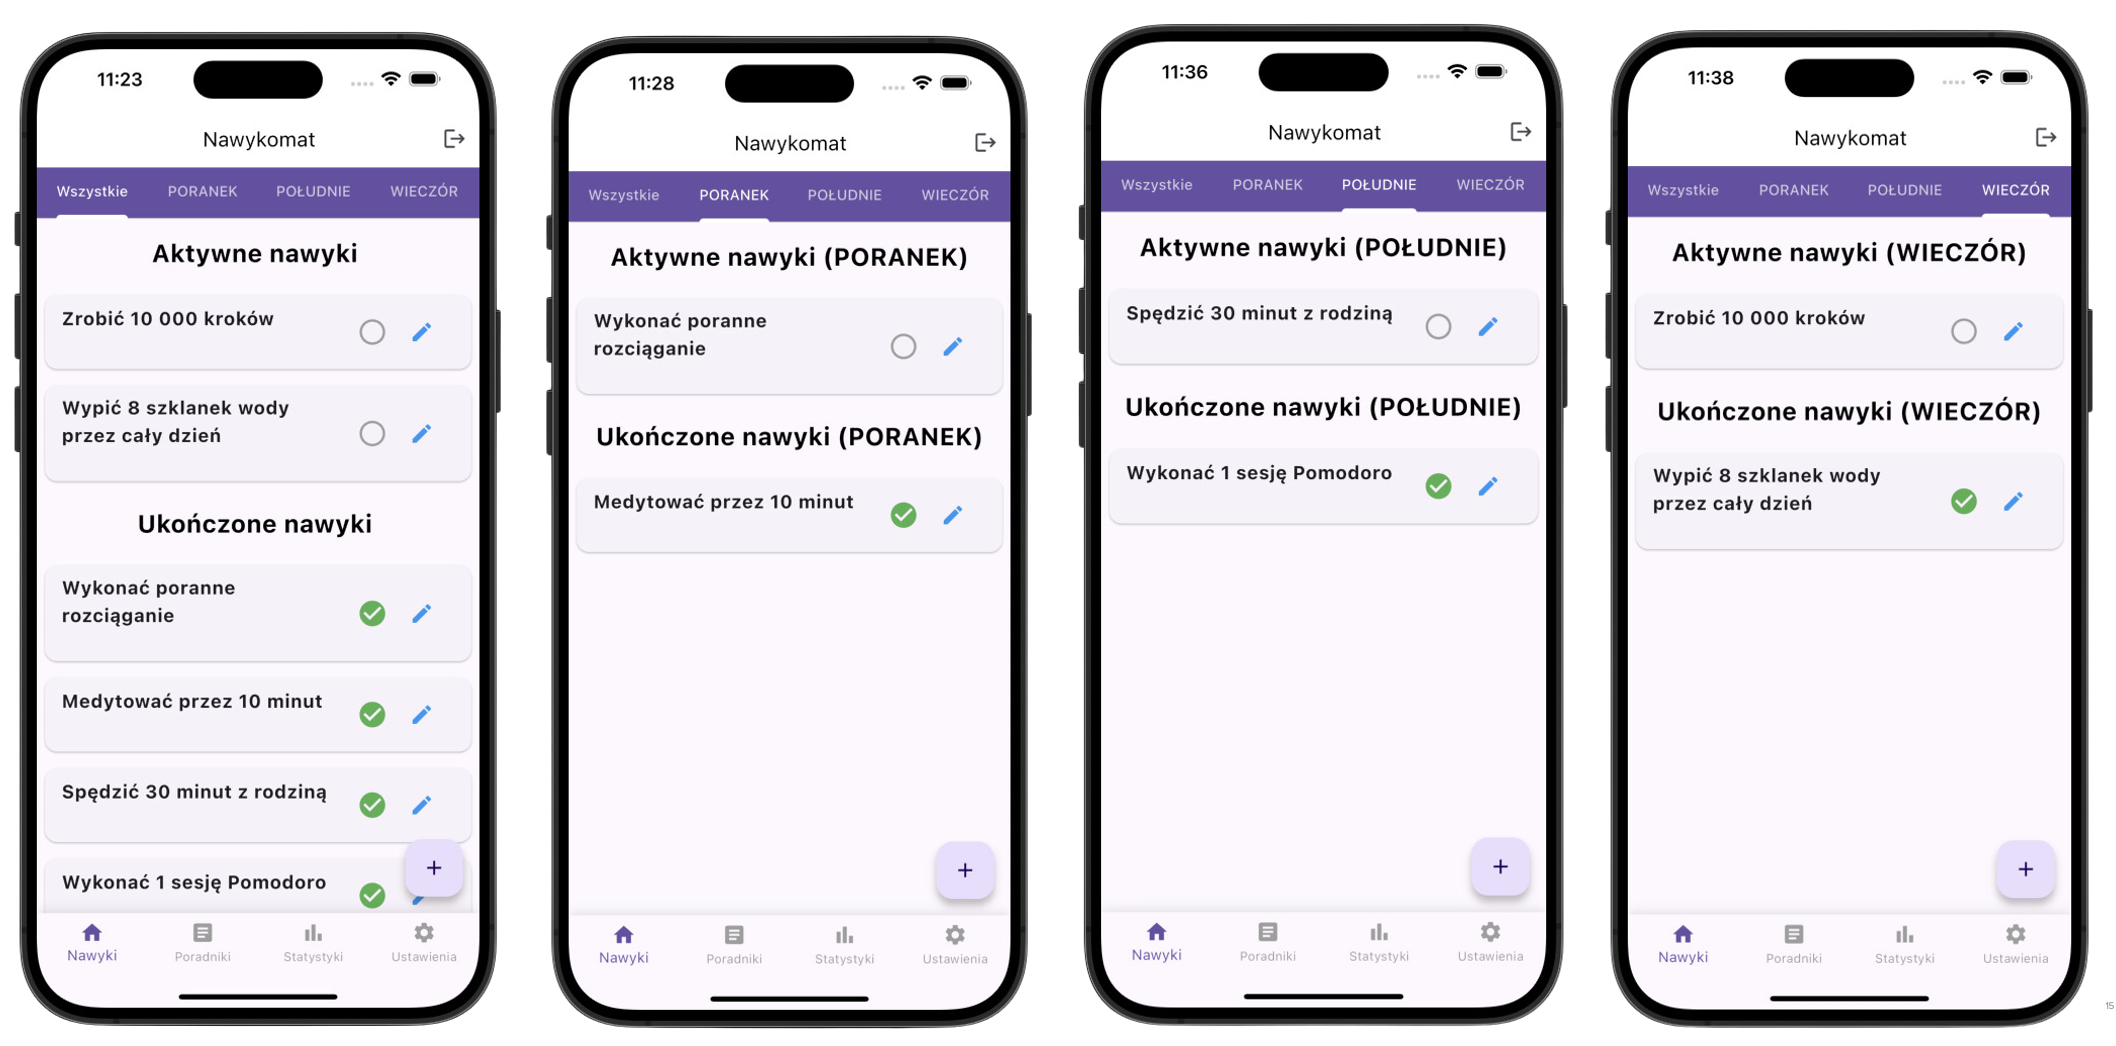 11:23
Nawykomat
Wszystkie PORANEK POŁUDNIE WIECZÓR
Aktywne nawyki
Zrobić 10 000 kroków
Wypić 8 szklanek wody
przez cały dzień
Ukończone nawyki
Wykonać poranne
rozciąganie
Medytować przez 10 minut
Spędzić 30 minut z rodziną
Wykonać 1 sesję Pomodoro
+
Nawyki Poradniki Statystyki Ustawienia
11:28
Nawykomat
Wszystkie PORANEK POŁUDNIE WIECZÓR
Aktywne nawyki (PORANEK)
Wykonać poranne
rozciąganie
Ukończone nawyki (PORANEK)
Medytować przez 10 minut
+
Nawyki Poradniki Statystyki Ustawienia
11:36
Nawykomat
Wszystkie PORANEK POŁUDNIE WIECZÓR
Aktywne nawyki (POŁUDNIE)
Spędzić 30 minut z rodziną
Ukończone nawyki (POŁUDNIE)
Wykonać 1 sesję Pomodoro
+
Nawyki Poradniki Statystyki Ustawienia
11:38
Nawykomat
Wszystkie PORANEK POŁUDNIE WIECZÓR
Aktywne nawyki (WIECZÓR)
Zrobić 10 000 kroków
Ukończone nawyki (WIECZÓR)
Wypić 8 szklanek wody
przez cały dzień
+
Nawyki Poradniki Statystyki Ustawienia
15